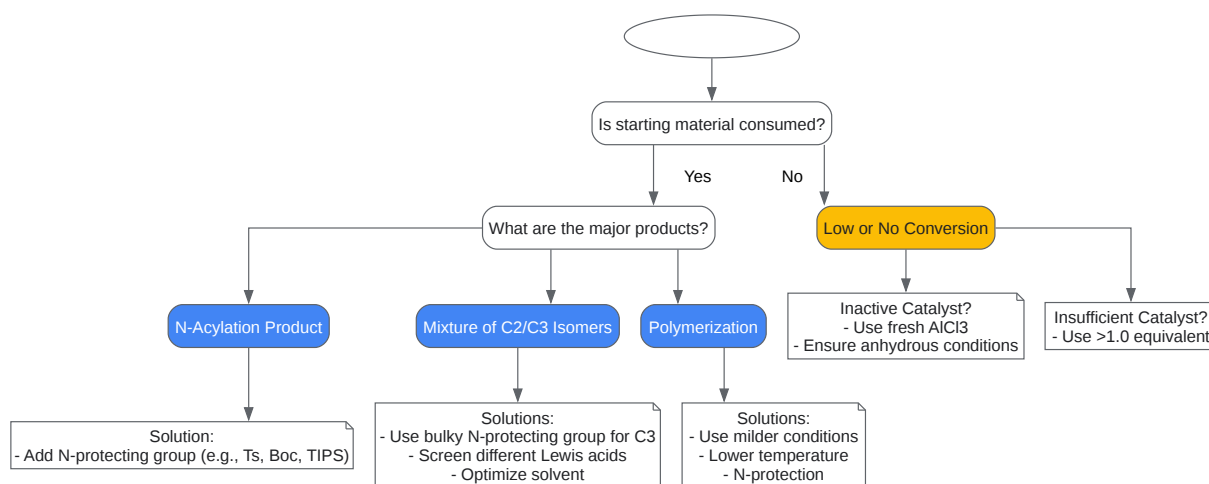 Is starting material consumed?
Yes
No
What are the major products?
Low or No Conversion
N-Acylation Product
Mixture of C2/C3 Isomers
Polymerization
Inactive Catalyst?
- Use fresh AlCl3
- Ensure anhydrous conditions
Insufficient Catalyst?
- Use >1.0 equivalent
Solution:
- Add N-protecting group (e.g., Ts, Boc, TIPS)
Solutions:
- Use bulky N-protecting group for C3
- Screen different Lewis acids
- Optimize solvent
Solutions:
- Use milder conditions
- Lower temperature
- N-protection